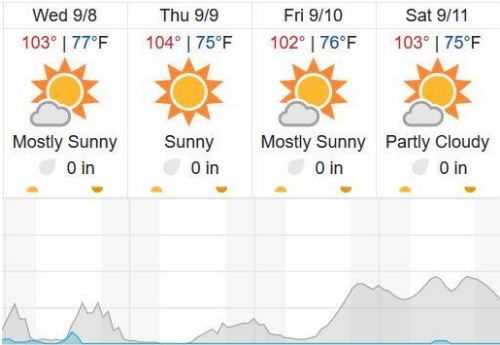 Wed 9/8 Thu 9/9 Fri 9/10 Sat 9/11
103° | 77°F 104° | 75°F 102° | 76°F 103° | 75°F
Mostly Sunny Sunny Mostly Sunny Partly Cloudy
0 in 0 in 0 in 0 in